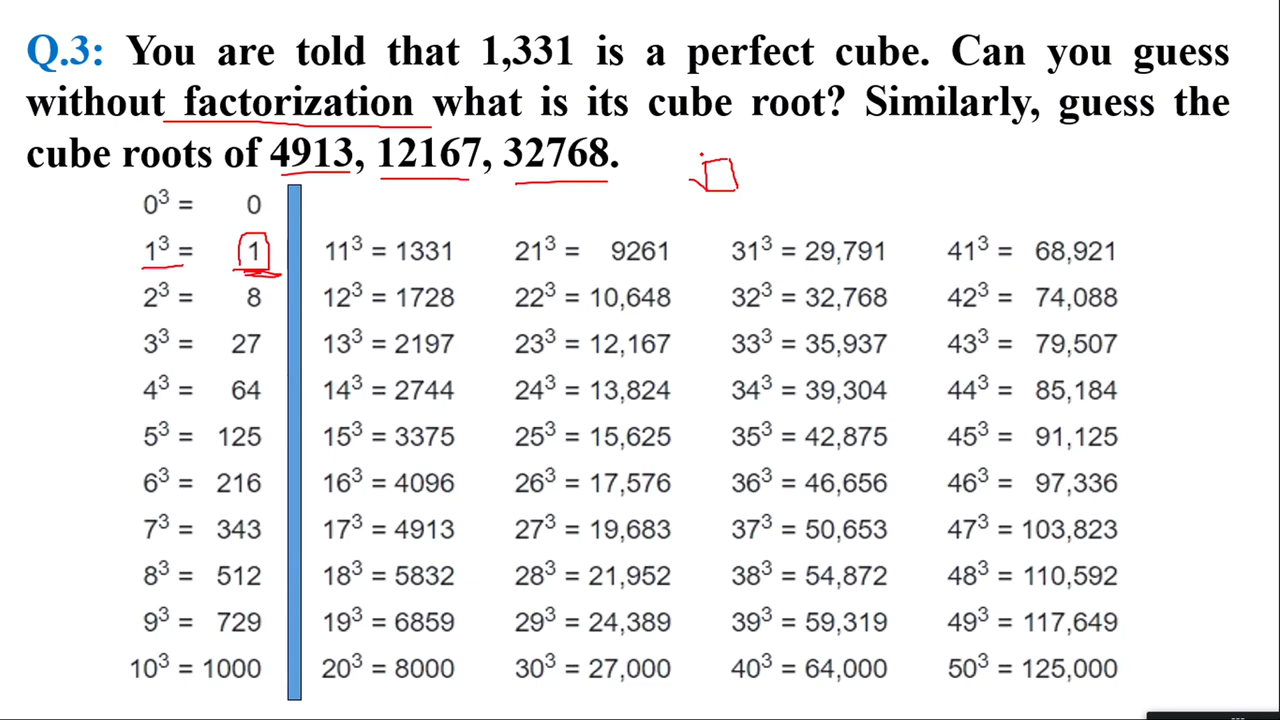 Q.3: You are told that 1,331 is a perfect cube. Can you guess
without factorization what is its cube root? Similarly, guess the
cube roots of 4913, 12167, 32768.
0³ = 0
1³ = 1 11³ = 1331 21³ = 9261 31³ = 29,791 41³ = 68,921
2³ = 8 12³ = 1728 22³ = 10,648 32³ = 32,768 42³ = 74,088
3³ = 27 13³ = 2197 23³ = 12,167 33³ = 35,937 43³ = 79,507
4³ = 64 14³ = 2744 24³ = 13,824 34³ = 39,304 44³ = 85,184
5³ = 125 15³ = 3375 25³ = 15,625 35³ = 42,875 45³ = 91,125
6³ = 216 16³ = 4096 26³ = 17,576 36³ = 46,656 46³ = 97,336
7³ = 343 17³ = 4913 27³ = 19,683 37³ = 50,653 47³ = 103,823
8³ = 512 18³ = 5832 28³ = 21,952 38³ = 54,872 48³ = 110,592
9³ = 729 19³ = 6859 29³ = 24,389 39³ = 59,319 49³ = 117,649
10³ = 1000 20³ = 8000 30³ = 27,000 40³ = 64,000 50³ = 125,000